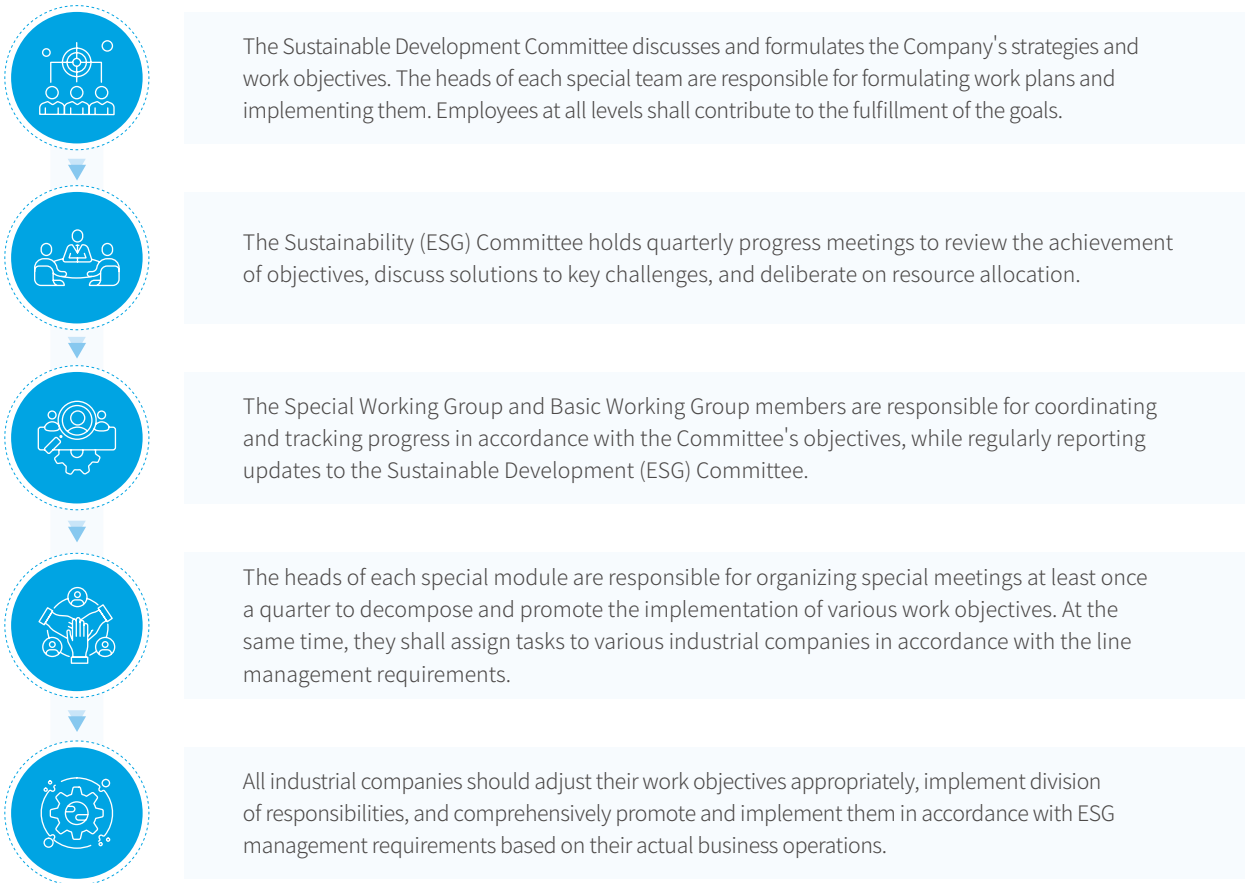 The Sustainable Development Committee discusses and formulates the Company's strategies and
work objectives. The heads of each special team are responsible for formulating work plans and
implementing them. Employees at all levels shall contribute to the fulfillment of the goals.
The Sustainability (ESG) Committee holds quarterly progress meetings to review the achievement
of objectives, discuss solutions to key challenges, and deliberate on resource allocation.
The Special Working Group and Basic Working Group members are responsible for coordinating
and tracking progress in accordance with the Committee's objectives, while regularly reporting
updates to the Sustainable Development (ESG) Committee.
The heads of each special module are responsible for organizing special meetings at least once
a quarter to decompose and promote the implementation of various work objectives. At the
same time, they shall assign tasks to various industrial companies in accordance with the line
management requirements.
All industrial companies should adjust their work objectives appropriately, implement division
of responsibilities, and comprehensively promote and implement them in accordance with ESG
management requirements based on their actual business operations.